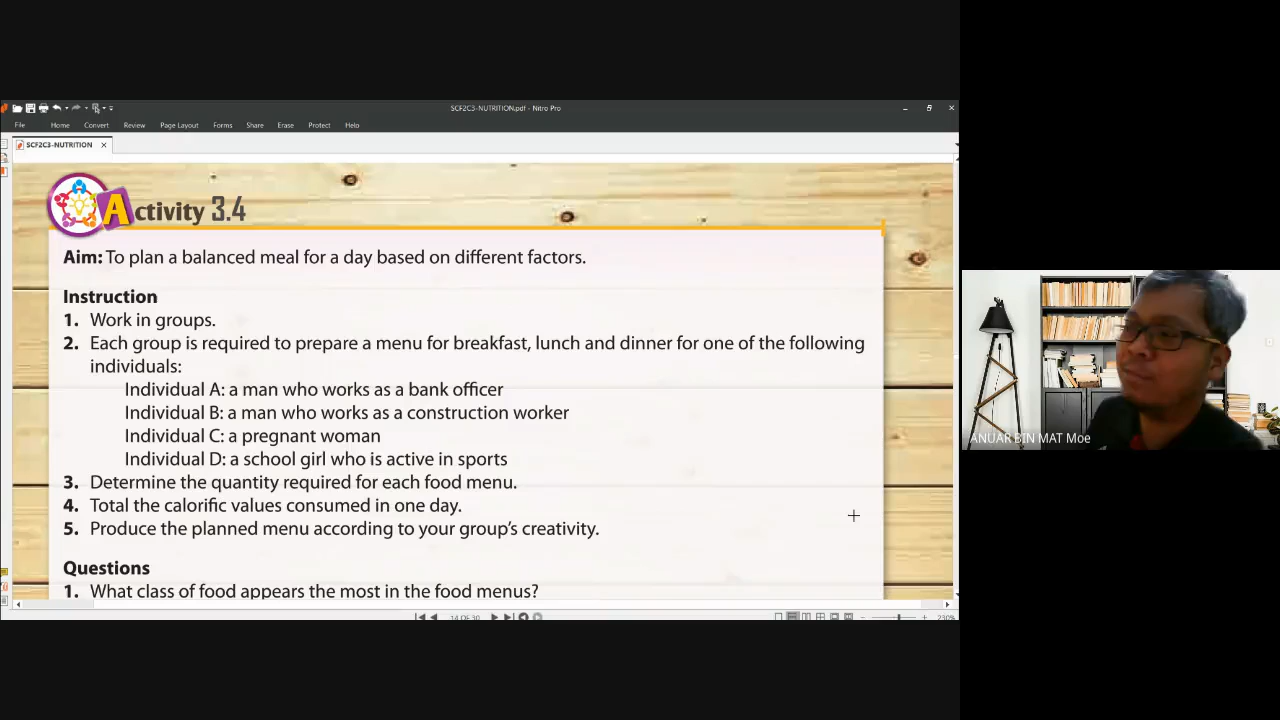 SCF2C3-NUTRITION.pdf - Nitro Pro
File Home Convert Review Page Layout Forms Share Erase Protect Help
SCF2C3-NUTRITION
Activity 3.4
Aim: To plan a balanced meal for a day based on different factors.
Instruction
1. Work in groups.
2. Each group is required to prepare a menu for breakfast, lunch and dinner for one of the following
individuals:
Individual A: a man who works as a bank officer
Individual B: a man who works as a construction worker
Individual C: a pregnant woman
Individual D: a school girl who is active in sports
3. Determine the quantity required for each food menu.
4. Total the calorific values consumed in one day.
5. Produce the planned menu according to your group's creativity.
Questions
1. What class of food appears the most in the food menus?
14 OF 30
230%
ANUAR BIN MAT Moe